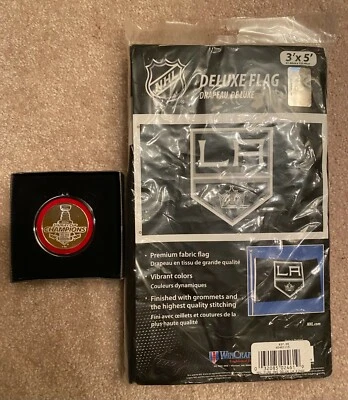 NHL
DELUXE FLAG
DRAPEAU DE LUXE
3'x5'
LA
• Premium fabric flag
Drapeau en tissu de grande qualité
• Vibrant colors
Couleurs dynamiques
• Finished with grommets and
the highest quality stitching
Fini avec œillets et coutures de la
plus haute qualité
LA
NHL.com
WINCRAFT
CHAMPIONS